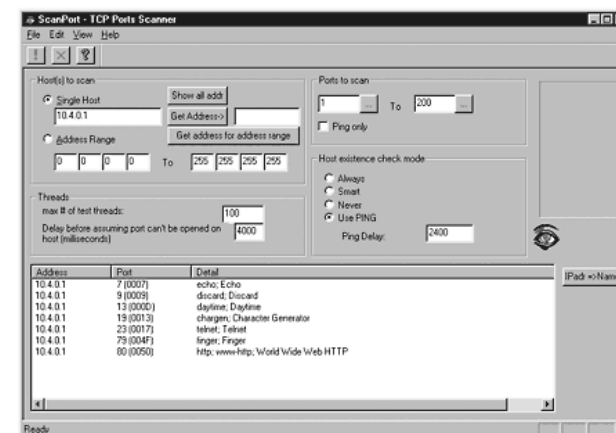 ScanPort - TCP Ports Scanner
File Edit View Help
Host(s) to scan
Single Host
10.4.0.1
Show all addr
Get Address->
Get address for address range
Address Range
0 0 0 0 To 255 255 255 255
Ports to scan
1 ... To 200 ...
Ping only
Host existence check mode
Always
Smart
Never
Use PING
Ping Delay: 2400
Threads
max # of test threads: 100
Delay before assuming port can't be opened on host (miliseconds) 4000
IPadr =>Name
Address Port Detail
10.4.0.1 7 (0007) echo; Echo
10.4.0.1 9 (0009) discard; Discard
10.4.0.1 13 (000D) daytime; Daytime
10.4.0.1 19 (0013) chargen; Character Generator
10.4.0.1 23 (0017) telnet; Telnet
10.4.0.1 79 (004F) finger; Finger
10.4.0.1 80 (0050) http; www-http; World Wide Web HTTP
Ready